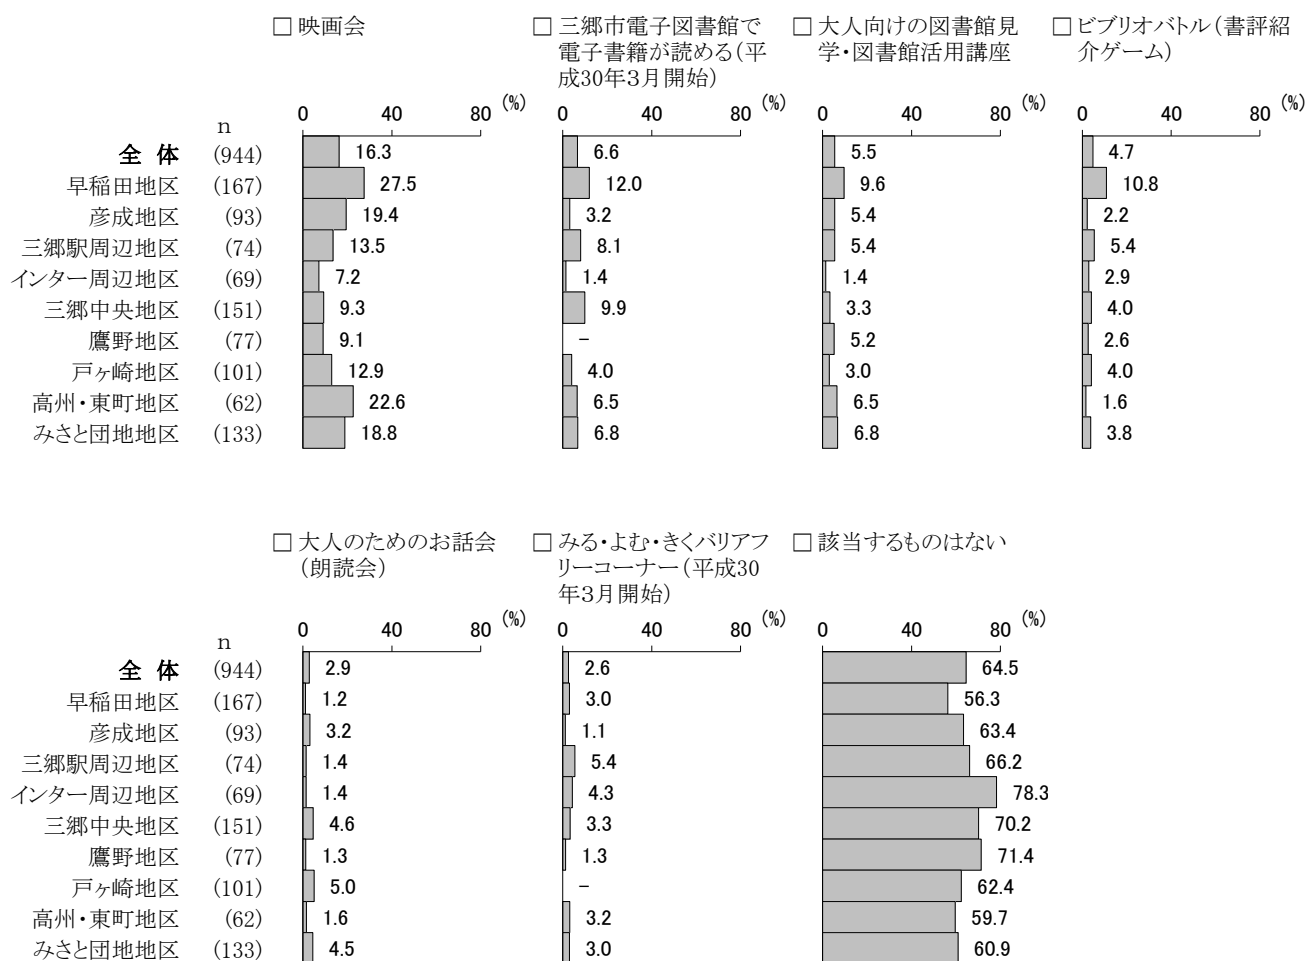 □ 映画会
□ 三郷市電子図書館で
電子書籍が読める(平
成30年3月開始)
□ 大人向けの図書館見
学・図書館活用講座
□ ビブリオバトル(書評紹
介ゲーム)
0 40 80 (%) 0 40 80 (%) 0 40 80 (%) 0 40 80 (%)
n
全 体 (944) 16.3 6.6 5.5 4.7
早稲田地区 (167) 27.5 12.0 9.6 10.8
彦成地区 (93) 19.4 3.2 5.4 2.2
三郷駅周辺地区 (74) 13.5 8.1 5.4 5.4
インター周辺地区 (69) 7.2 1.4 1.4 2.9
三郷中央地区 (151) 9.3 9.9 3.3 4.0
鷹野地区 (77) 9.1 - 5.2 2.6
戸ヶ崎地区 (101) 12.9 4.0 3.0 4.0
高州・東町地区 (62) 22.6 6.5 6.5 1.6
みさと団地地区 (133) 18.8 6.8 6.8 3.8
□ 大人のためのお話会
(朗読会)
□ みる・よむ・きくバリアフ
リーコーナー(平成30
年3月開始)
□ 該当するものはない
0 40 80 (%) 0 40 80 (%) 0 40 80 (%)
n
全 体 (944) 2.9 2.6 64.5
早稲田地区 (167) 1.2 3.0 56.3
彦成地区 (93) 3.2 1.1 63.4
三郷駅周辺地区 (74) 1.4 5.4 66.2
インター周辺地区 (69) 1.4 4.3 78.3
三郷中央地区 (151) 4.6 3.3 70.2
鷹野地区 (77) 1.3 1.3 71.4
戸ヶ崎地区 (101) 5.0 - 62.4
高州・東町地区 (62) 1.6 3.2 59.7
みさと団地地区 (133) 4.5 3.0 60.9